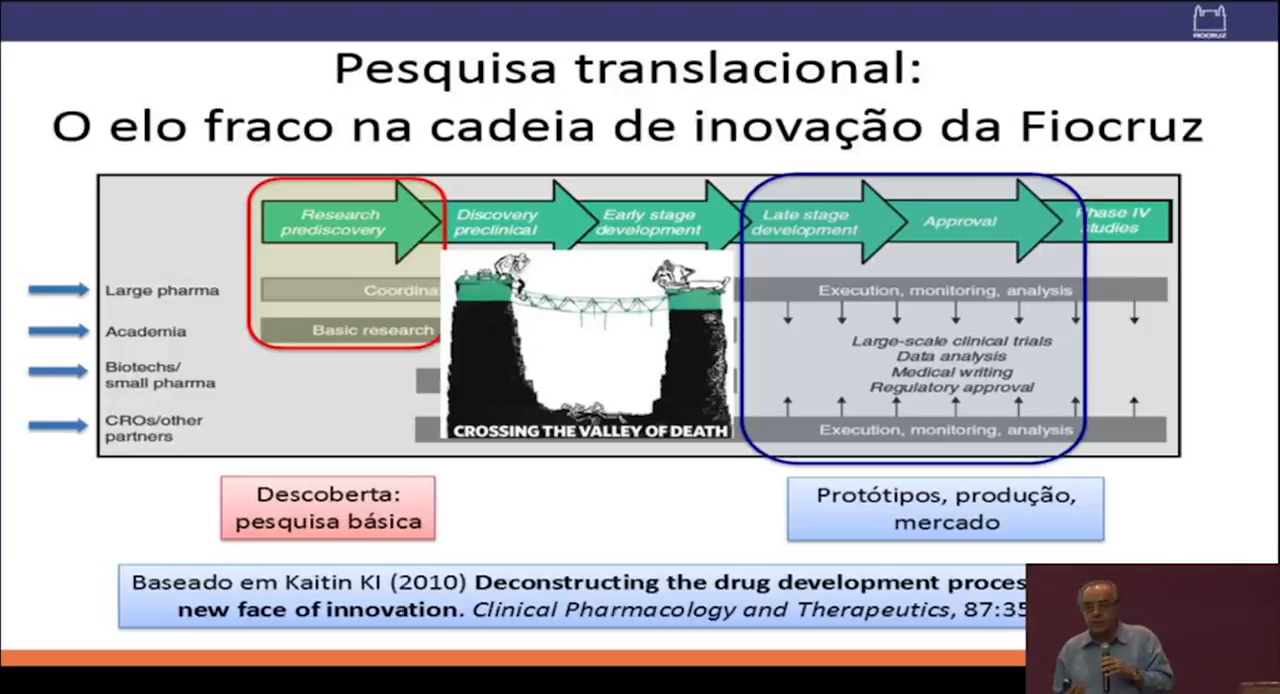 FIOCRUZ
Pesquisa translacional:
O elo fraco na cadeia de inovação da Fiocruz
Research
prediscovery
Discovery
preclinical
Early stage
development
Late stage
development
Approval
Phase IV
studies
Large pharma
Execution, monitoring, analysis
Academia
Basic research
Biotechs/
small pharma
Large-scale clinical trials
Data analysis
Medical writing
Regulatory approval
CROs/other
partners
Execution, monitoring, analysis
CROSSING THE VALLEY OF DEATH
Descoberta:
pesquisa básica
Protótipos, produção,
mercado
Baseado em Kaitin KI (2010) Deconstructing the drug development
new face of innovation. Clinical Pharmacology and Therapeutics,